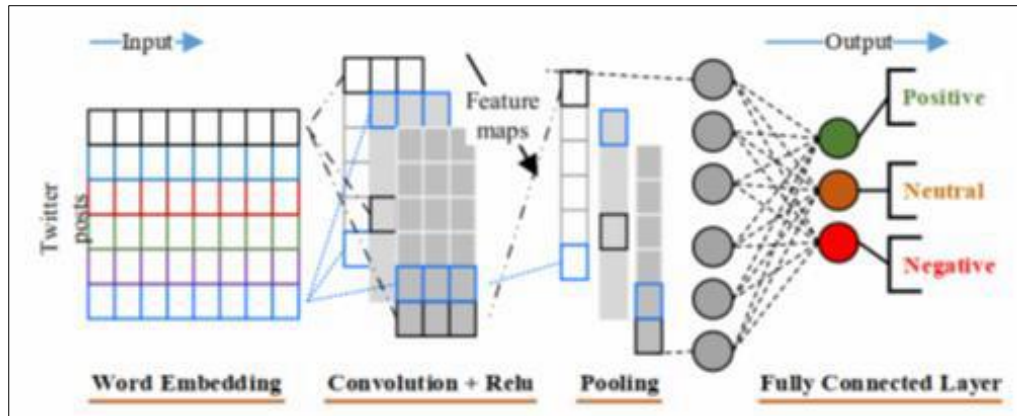 Input
Output
Feature
maps
Positive
Neutral
Negative
Twitter
posts
Word Embedding
Convolution + Relu
Pooling
Fully Connected Layer